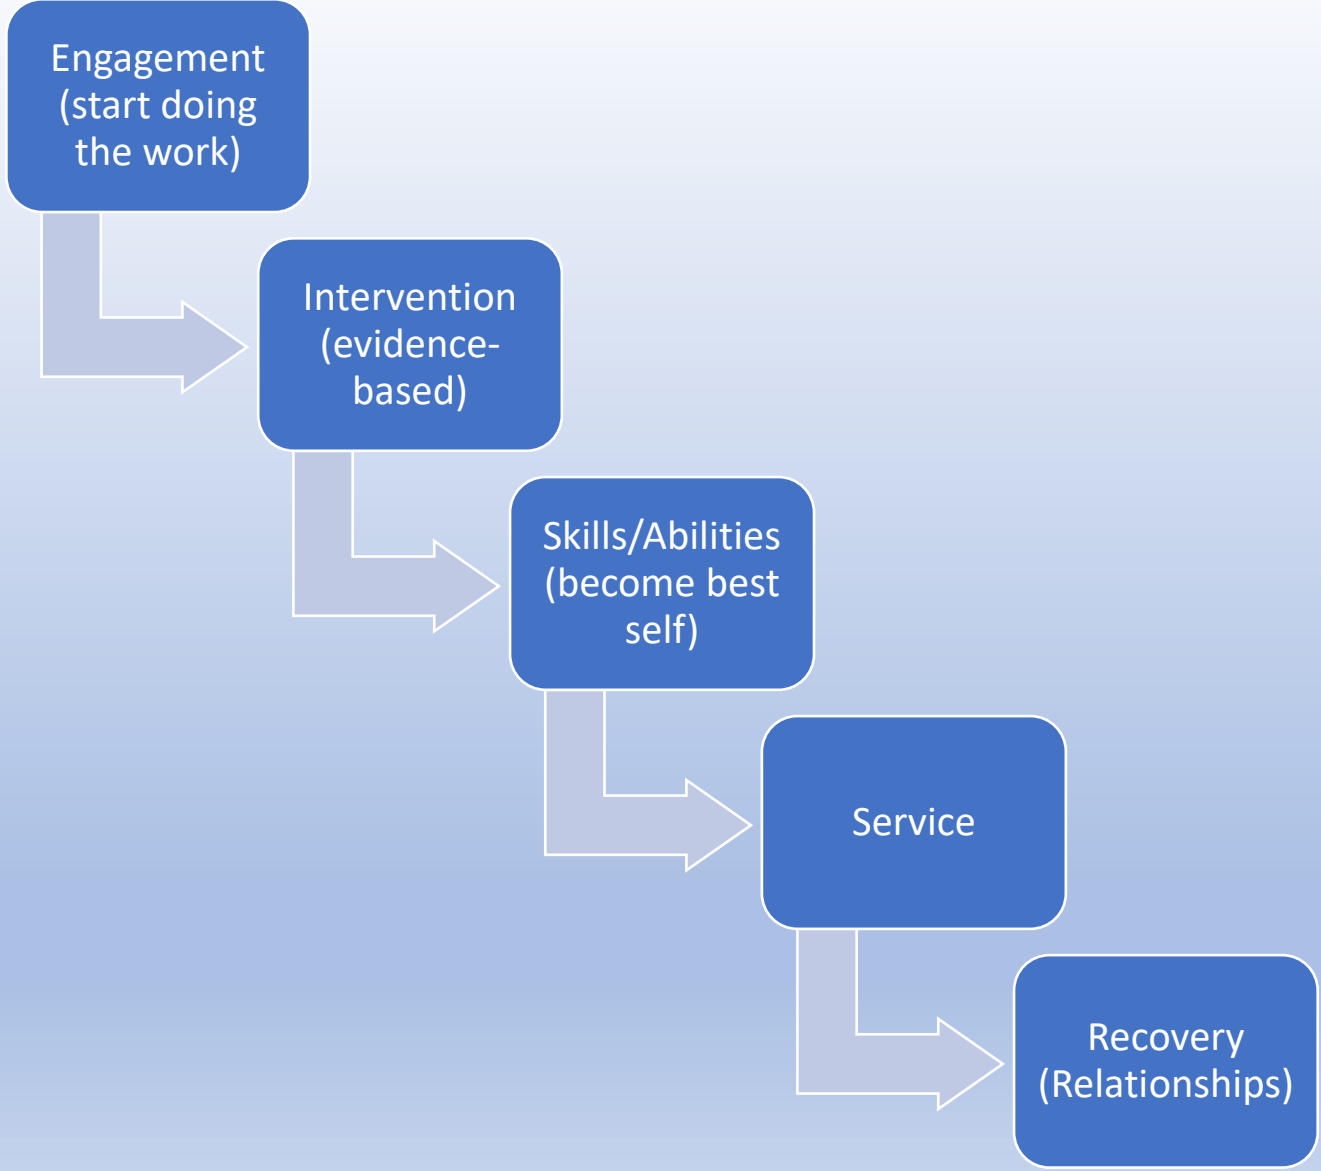 Engagement
(start doing
the work)
Intervention
(evidence-
based)
Skills/Abilities
(become best
self)
Service
Recovery
(Relationships)